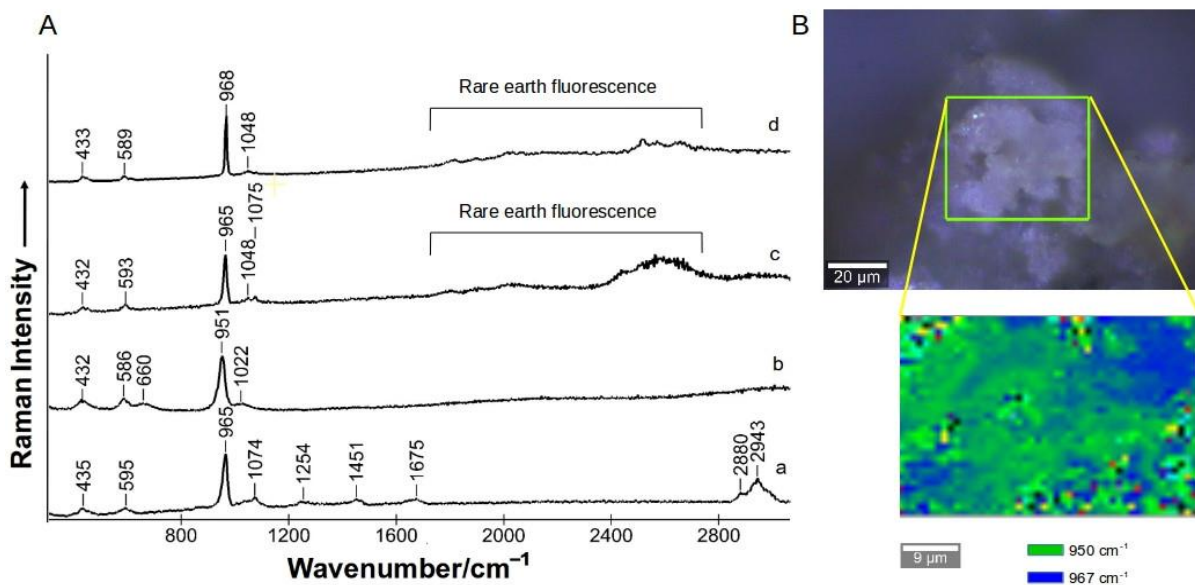 A
B
Raman Intensity
Rare earth fluorescence
433
589
968
1048
d
Rare earth fluorescence
432
593
965
1048
1075
c
432
586
660
951
1022
b
435
595
965
1074
1254
1451
1675
2880
2943
a
800
1200
1600
2000
2400
2800
Wavenumber/cm⁻¹
20 µm
9 µm
950 cm⁻¹
967 cm⁻¹